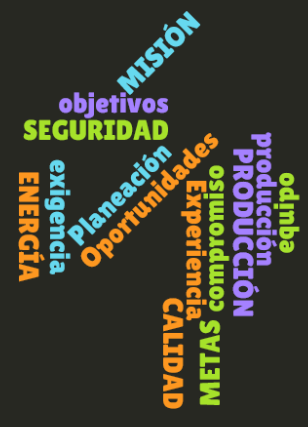 MISIÓN
objetivos
SEGURIDAD
Planeación
Oportunidades
exigencia
ENERGÍA
Experiencia
CALIDAD
compromiso
METAS
producción
PRODUCCIÓN
equipo